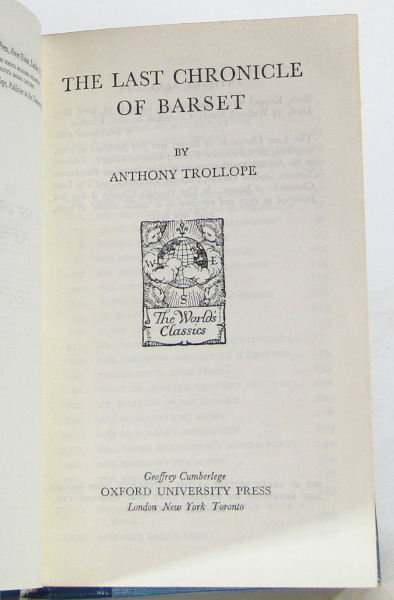 THE LAST CHRONICLE
OF BARSET
BY
ANTHONY TROLLOPE
W E
S
The World's
Classics
Geoffrey Cumberlege
OXFORD UNIVERSITY PRESS
London New York Toronto